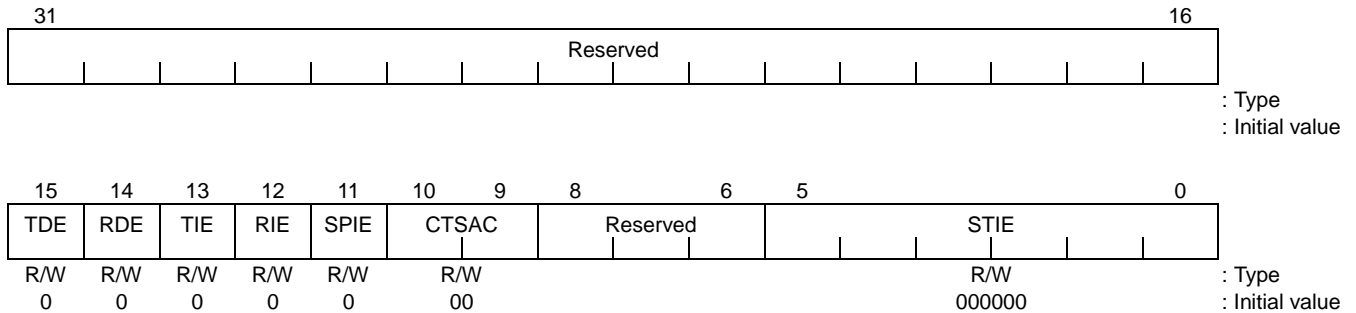 31 16
Reserved
: Type
: Initial value
15 14 13 12 11 10 9 8 6 5 0
TDE RDE TIE RIE SPIE CTSAC Reserved STIE
R/W R/W R/W R/W R/W R/W R/W : Type
0 0 0 0 0 00 000000 : Initial value